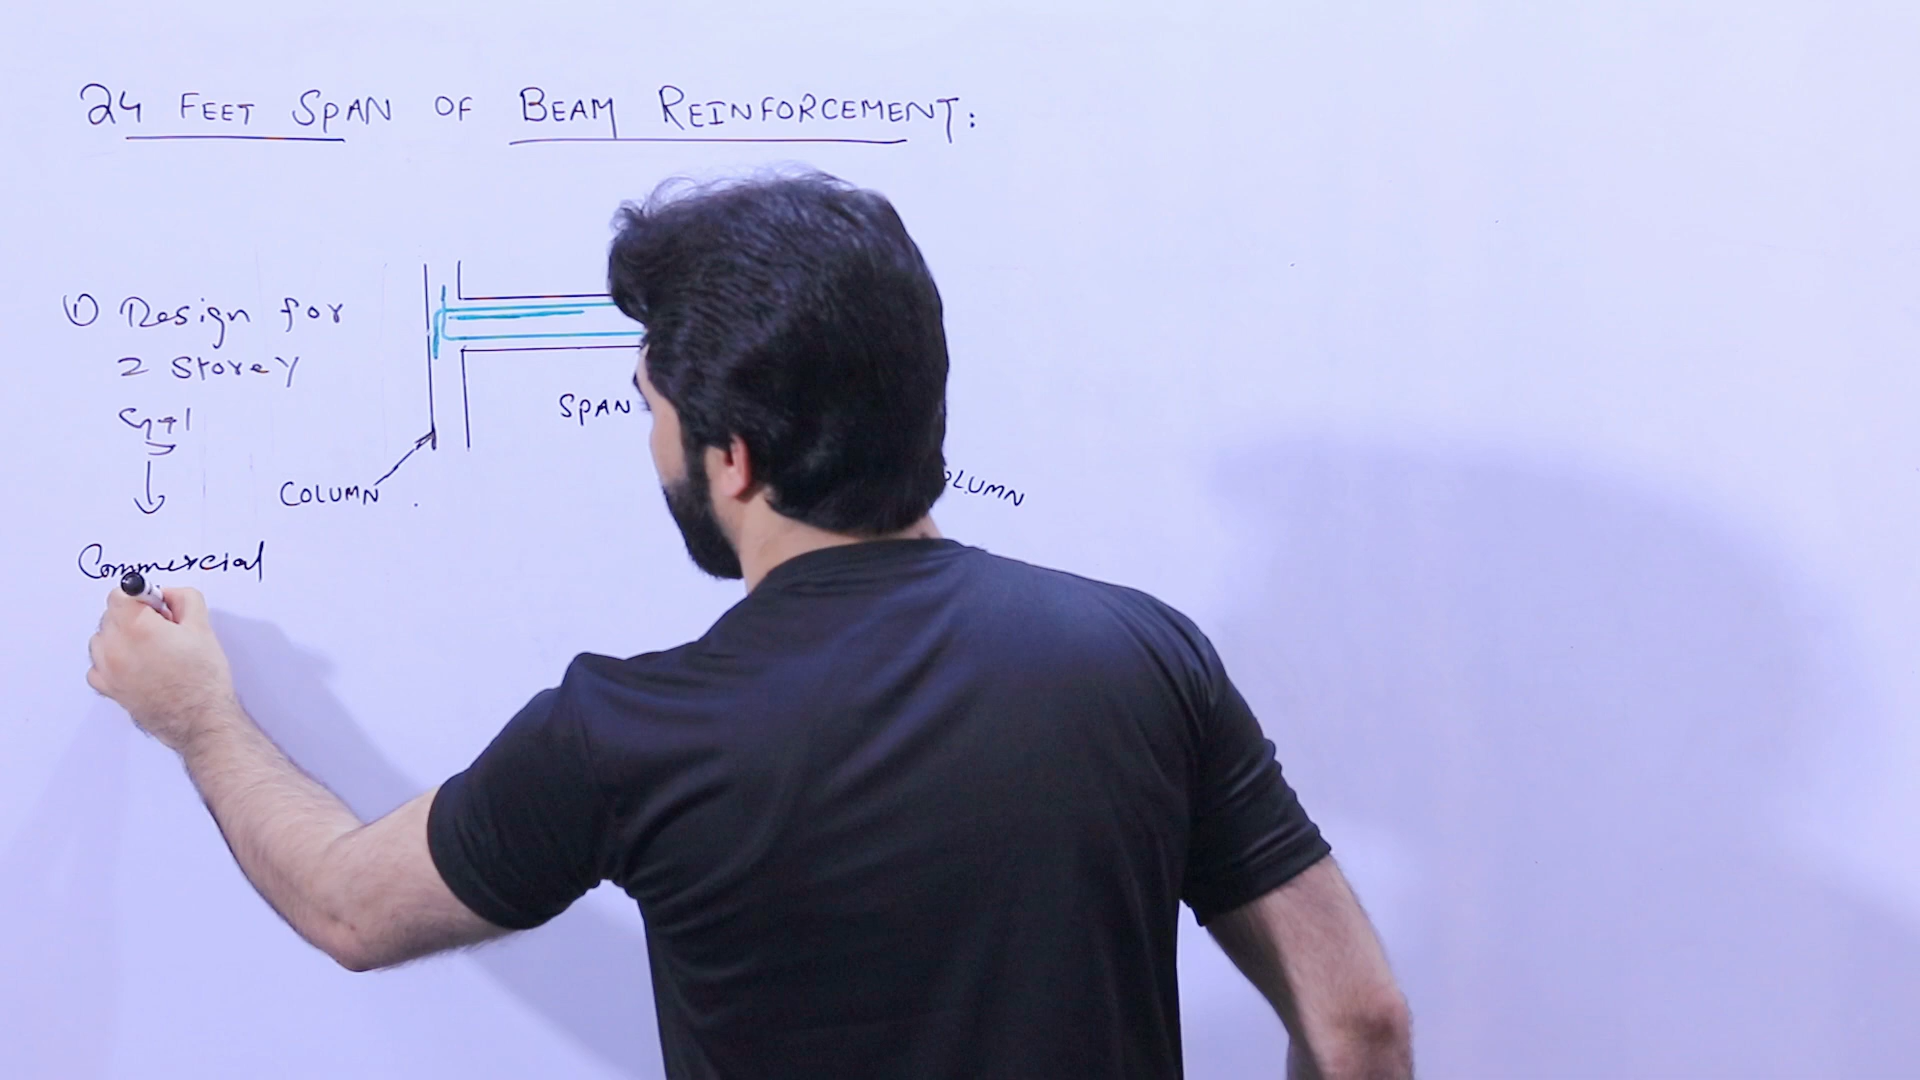 24 FEET SPAN OF BEAM REINFORCEMENT:
① Design for
2 Storey
G+1
Commercial
SPAN
COLUMN
OLUMN